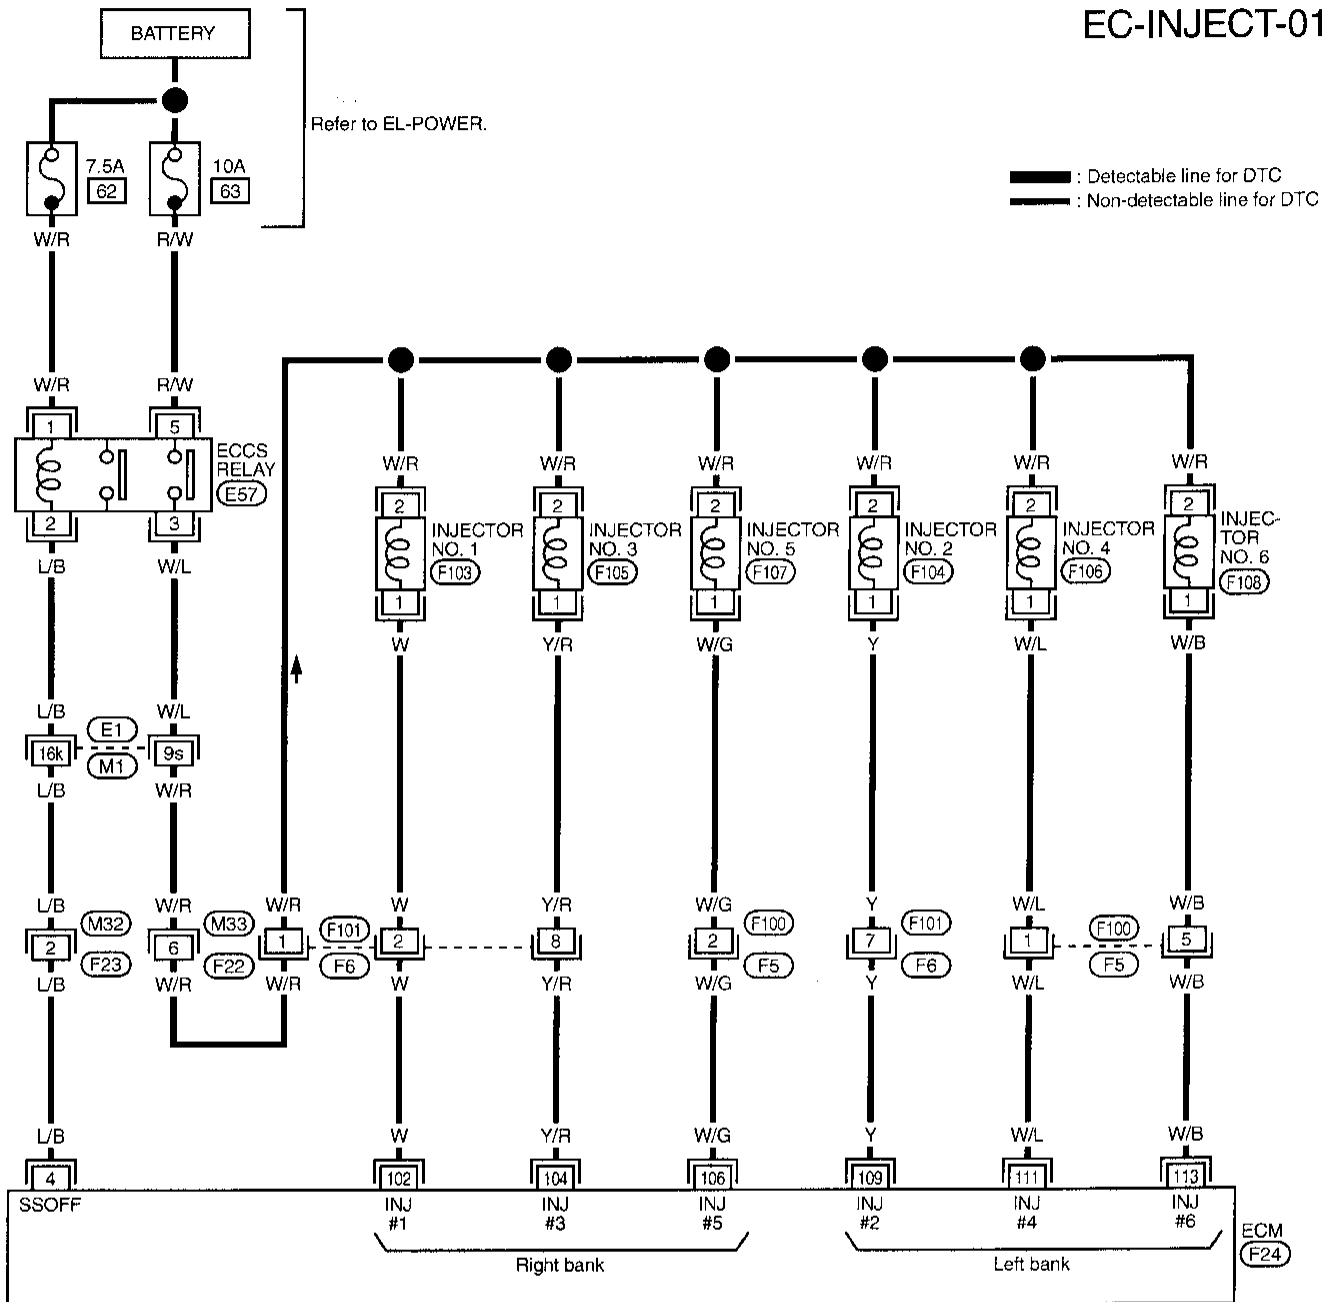 EC-INJECT-01
BATTERY
Refer to EL-POWER.
7.5A
62
10A
63
: Detectable line for DTC
: Non-detectable line for DTC
W/R R/W
W/R R/W
1 5
ECCS
RELAY
E57
2 3
L/B W/L
W/R W/R W/R W/R W/R W/R
2 2 2 2 2 2
INJECTOR
NO. 1
F103
INJECTOR
NO. 3
F105
INJECTOR
NO. 5
F107
INJECTOR
NO. 2
F104
INJECTOR
NO. 4
F106
INJEC-
TOR
NO. 6
F108
1 1 1 1 1 1
W Y/R W/G Y W/L W/B
L/B W/L
16k E1 9s
M1
L/B W/R
L/B W/R W/R W Y/R W/G Y W/L W/B
M32 M33 F101 F100 F101 F100
2 6 1 2 8 2 7 1 5
F23 F22 F6 F5 F6 F5
L/B W/R W/R W Y/R W/G Y W/L W/B
L/B W Y/R W/G Y W/L W/B
4 102 104 106 109 111 113
SSOFF INJ INJ INJ INJ INJ INJ
#1 #3 #5 #2 #4 #6
ECM
F24
Right bank Left bank